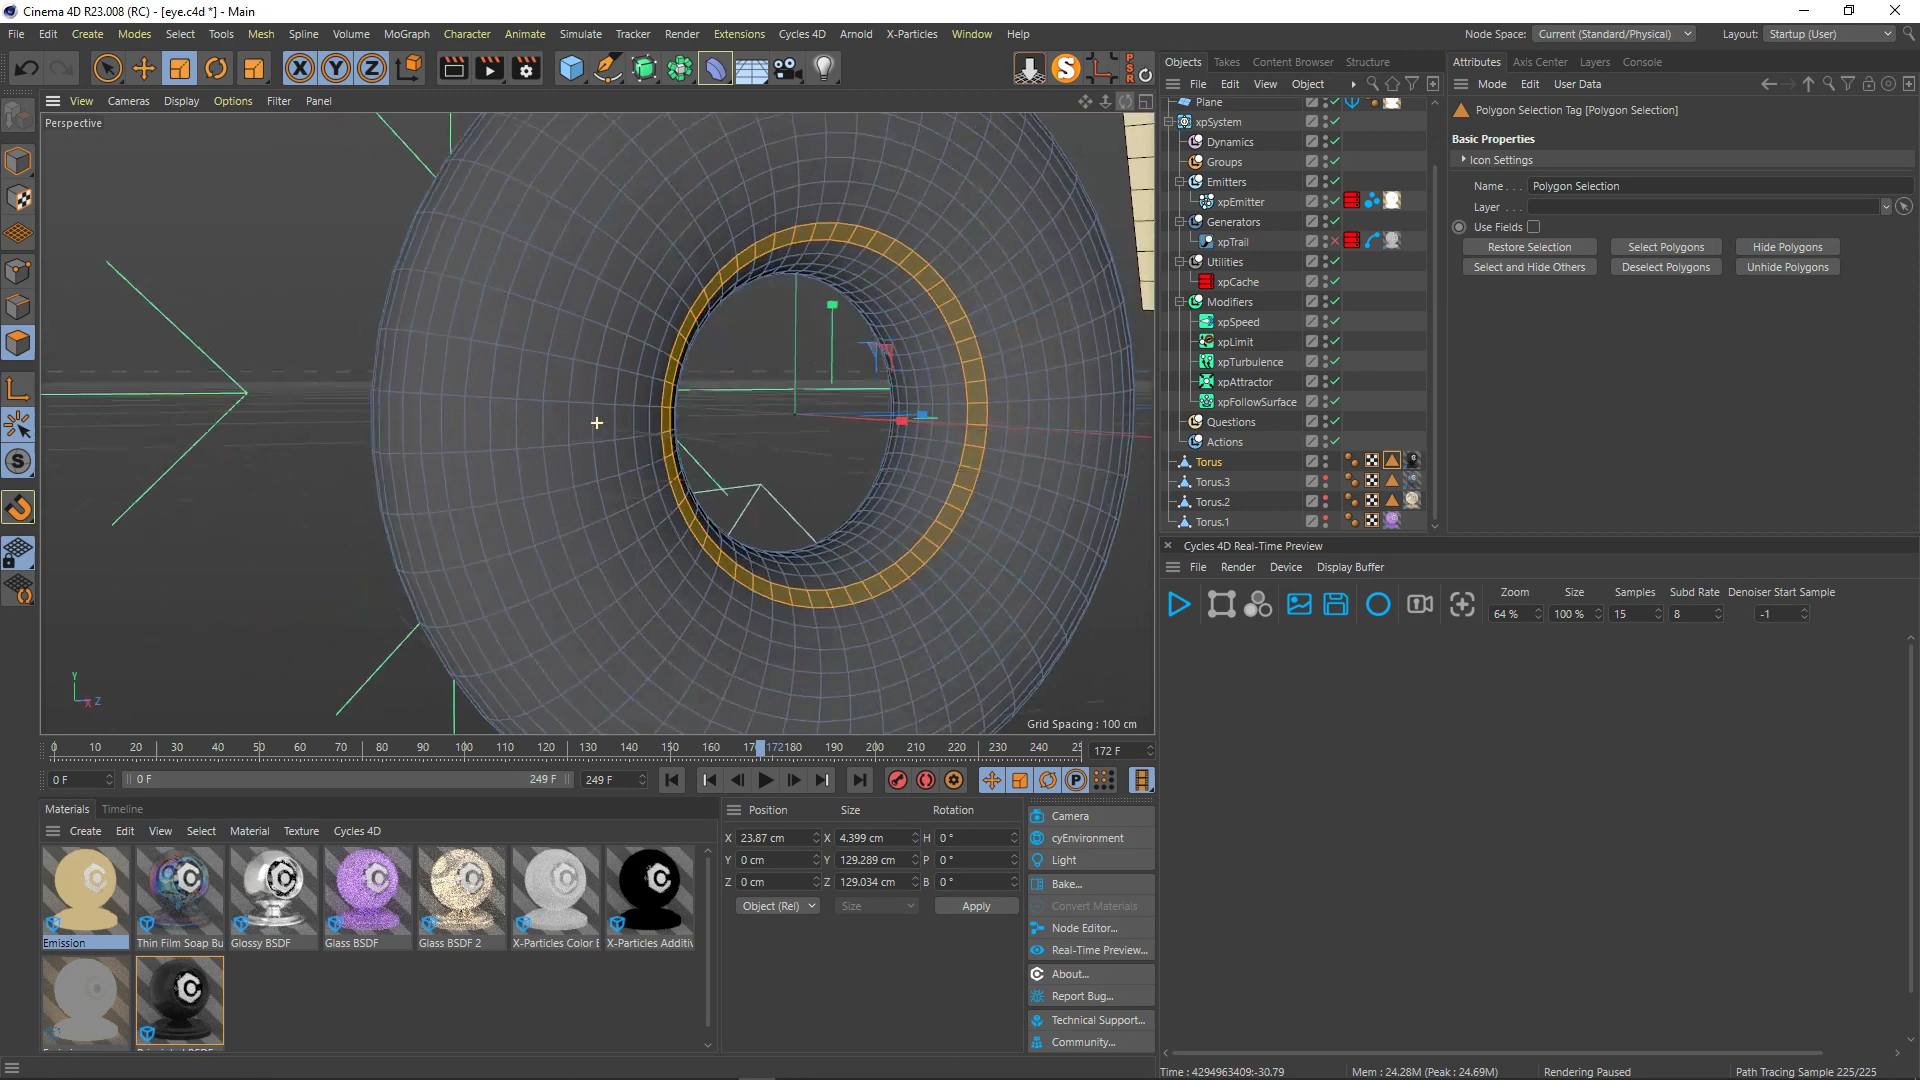 Cinema 4D R23.008 (RC) - [eye.c4d *] - Main
File Edit Create Modes Select Tools Mesh Spline Volume MoGraph Character Animate Simulate Tracker Render Extensions Cycles 4D Arnold X-Particles Window Help
Node Space: Current (Standard/Physical) Layout: Startup (User)
PSR
Objects Takes Content Browser Structure
File Edit View Object
Attributes Axis Center Layers Console
Mode Edit User Data
View Cameras Display Options Filter Panel
Perspective
Plane
xpSystem
Dynamics
Groups
Emitters
xpEmitter
Generators
xpTrail
Utilities
xpCache
Modifiers
xpSpeed
xpLimit
xpTurbulence
xpAttractor
xpFollowSurface
Questions
Actions
Torus
Torus.3
Torus.2
Torus.1
Polygon Selection Tag [Polygon Selection]
Basic Properties
Icon Settings
Name . . . Polygon Selection
Layer . . .
Use Fields
Restore Selection Select Polygons Hide Polygons
Select and Hide Others Deselect Polygons Unhide Polygons
Cycles 4D Real-Time Preview
File Render Device Display Buffer
Zoom Size Samples Subd Rate Denoiser Start Sample
64 % 100 % 15 8 -1
Y
X Z
Grid Spacing : 100 cm
0 10 20 30 40 50 60 70 80 90 100 110 120 130 140 150 160 17 172 180 190 200 210 220 230 240 25 172 F
0 F 0 F 249 F 249 F
Materials Timeline
Create Edit View Select Material Texture Cycles 4D
Emission Thin Film Soap Bu Glossy BSDF Glass BSDF Glass BSDF 2 X-Particles Color E X-Particles Additiv
Position Size Rotation
X 23.87 cm X 4.399 cm H 0 °
Y 0 cm Y 129.289 cm P 0 °
Z 0 cm Z 129.034 cm B 0 °
Object (Rel) Size Apply
Camera
cyEnvironment
Light
Bake...
Convert Materials
Node Editor...
Real-Time Preview...
About...
Report Bug...
Technical Support...
Community...
Time : 4294963409:-30.79 Mem : 24.28M (Peak : 24.69M) Rendering Paused Path Tracing Sample 225/225